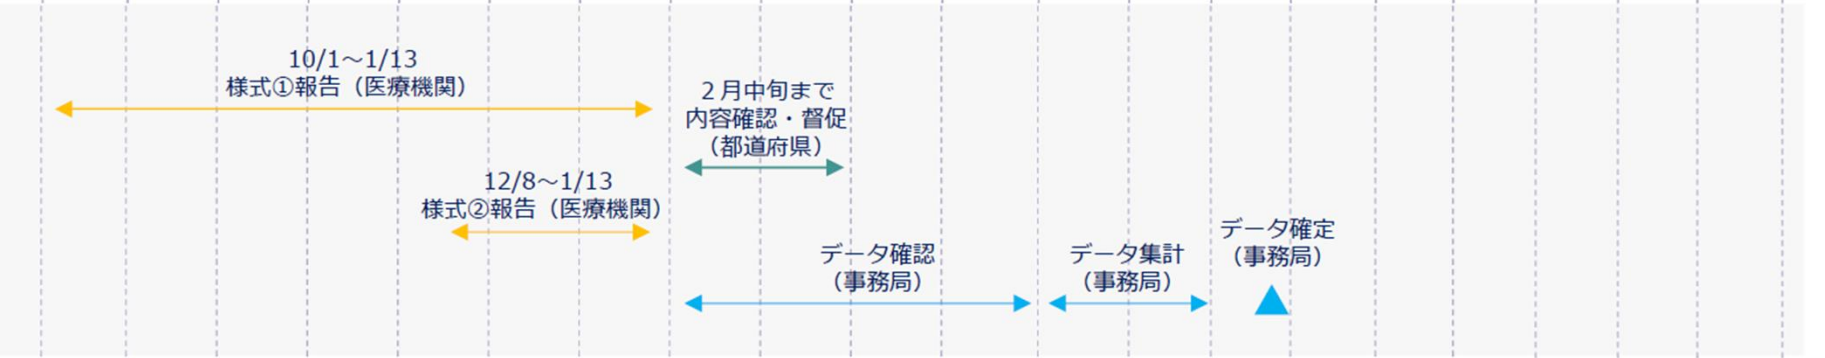 10/1～1/13
様式①報告（医療機関）
２月中旬まで
内容確認・督促
（都道府県）
12/8～1/13
様式②報告（医療機関）
データ確認
（事務局）
データ集計
（事務局）
データ確定
（事務局）